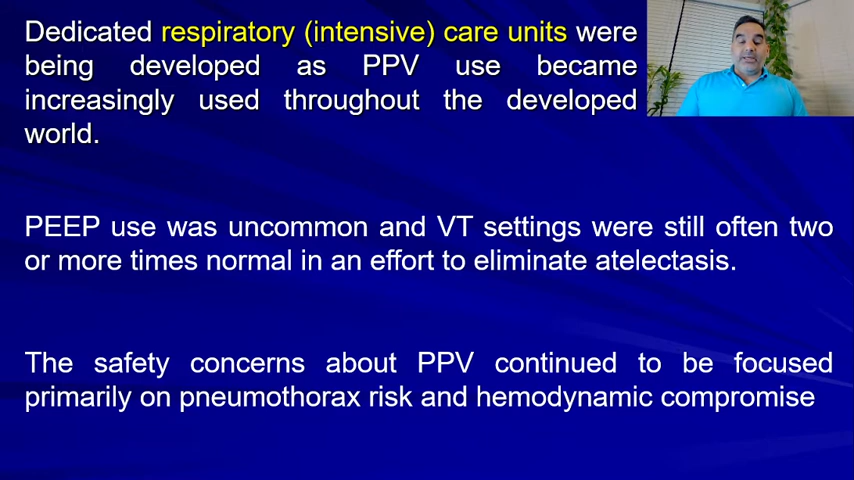 Dedicated respiratory (intensive) care units were
being developed as PPV use became
increasingly used throughout the developed
world.
PEEP use was uncommon and VT settings were still often two
or more times normal in an effort to eliminate atelectasis.
The safety concerns about PPV continued to be focused
primarily on pneumothorax risk and hemodynamic compromise